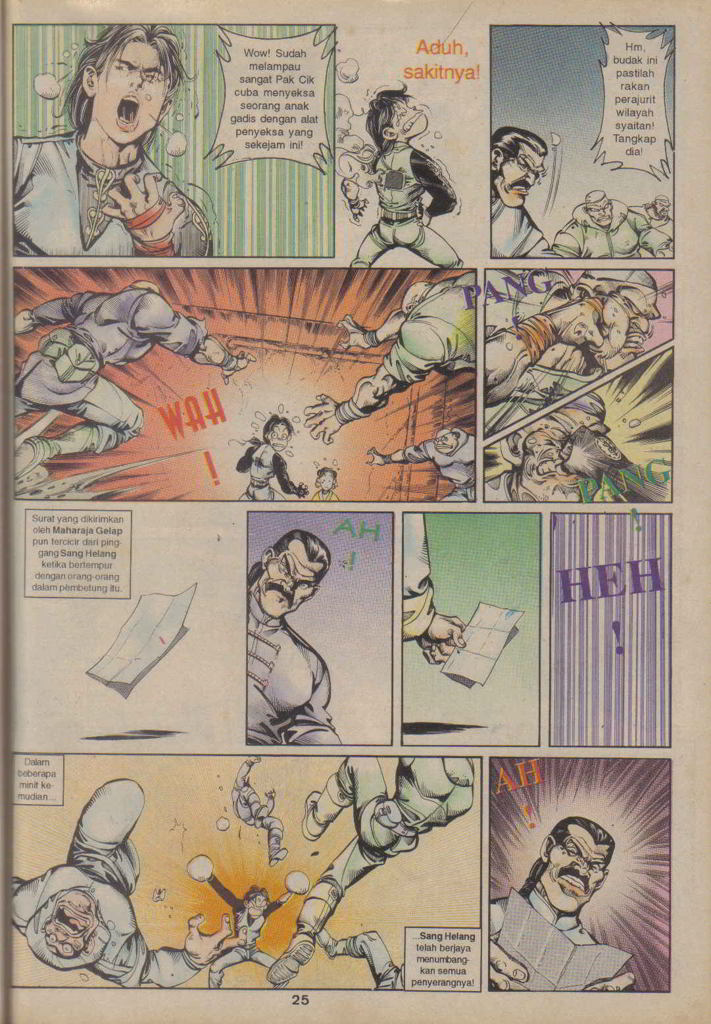 Wow! Sudah
melampau
sangat Pak Cik
cuba menyeksa
seorang anak
gadis dengan alat
penyeksa yang
sekejam ini!
Aduh,
sakitnya!
Hm,
budak ini
pastilah
rakan
perajurit
wilayah
syaitan!
Tangkap
dia!
WAH
!
PANG
!
PANG
!
Surat yang dikirimkan
oleh Maharaja Gelap
pun tercicir dari ping-
gang Sang Helang
ketika bertempur
dengan orang-orang
dalam pembetung itu.
AH
!
HEH
!
Dalam
beberapa
minit ke-
mudian...
...Sang Helang
telah berjaya
menumbang-
kan semua
penyerangnya!
AH
!
25